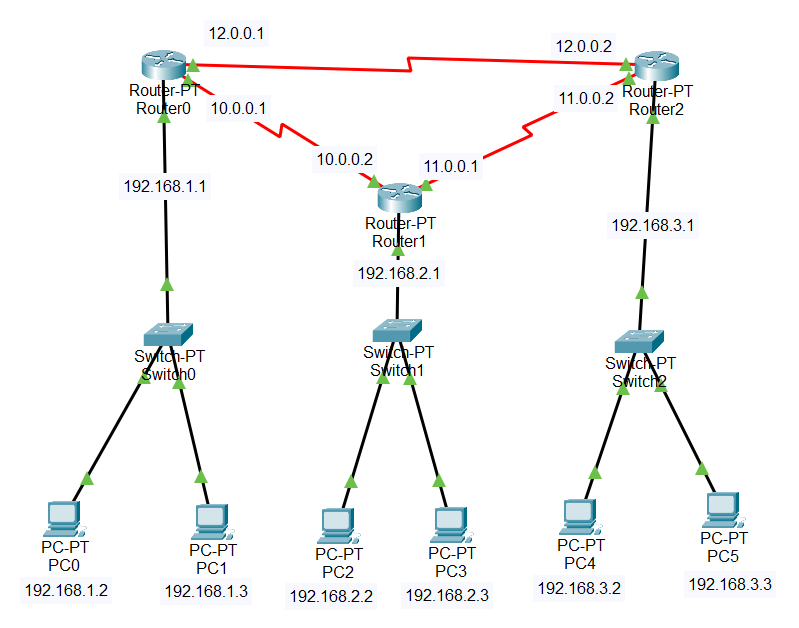 12.0.0.1
12.0.0.2
Router-PT
Router0
Router-PT
Router2
10.0.0.1
11.0.0.2
10.0.0.2
11.0.0.1
192.168.1.1
Router-PT
Router1
192.168.3.1
192.168.2.1
Switch-PT
Switch0
Switch-PT
Switch1
Switch-PT
Switch2
PC-PT
PC0
PC-PT
PC1
PC-PT
PC2
PC-PT
PC3
PC-PT
PC4
PC-PT
PC5
192.168.1.2
192.168.1.3
192.168.2.2
192.168.2.3
192.168.3.2
192.168.3.3